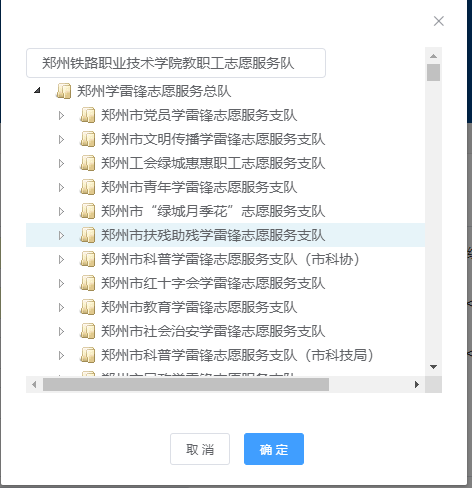 郑州铁路职业技术学院教职工志愿服务队
郑州学雷锋志愿服务总队
郑州市党员学雷锋志愿服务支队
郑州市文明传播学雷锋志愿服务支队
郑州工会绿城惠惠职工志愿服务支队
郑州市青年学雷锋志愿服务支队
郑州市“绿城月季花”志愿服务支队
郑州市扶残助残学雷锋志愿服务支队
郑州市科普学雷锋志愿服务支队（市科协）
郑州市红十字会学雷锋志愿服务支队
郑州市教育学雷锋志愿服务支队
郑州市社会治安学雷锋志愿服务支队
郑州市科普学雷锋志愿服务支队（市科技局）
取消 确定